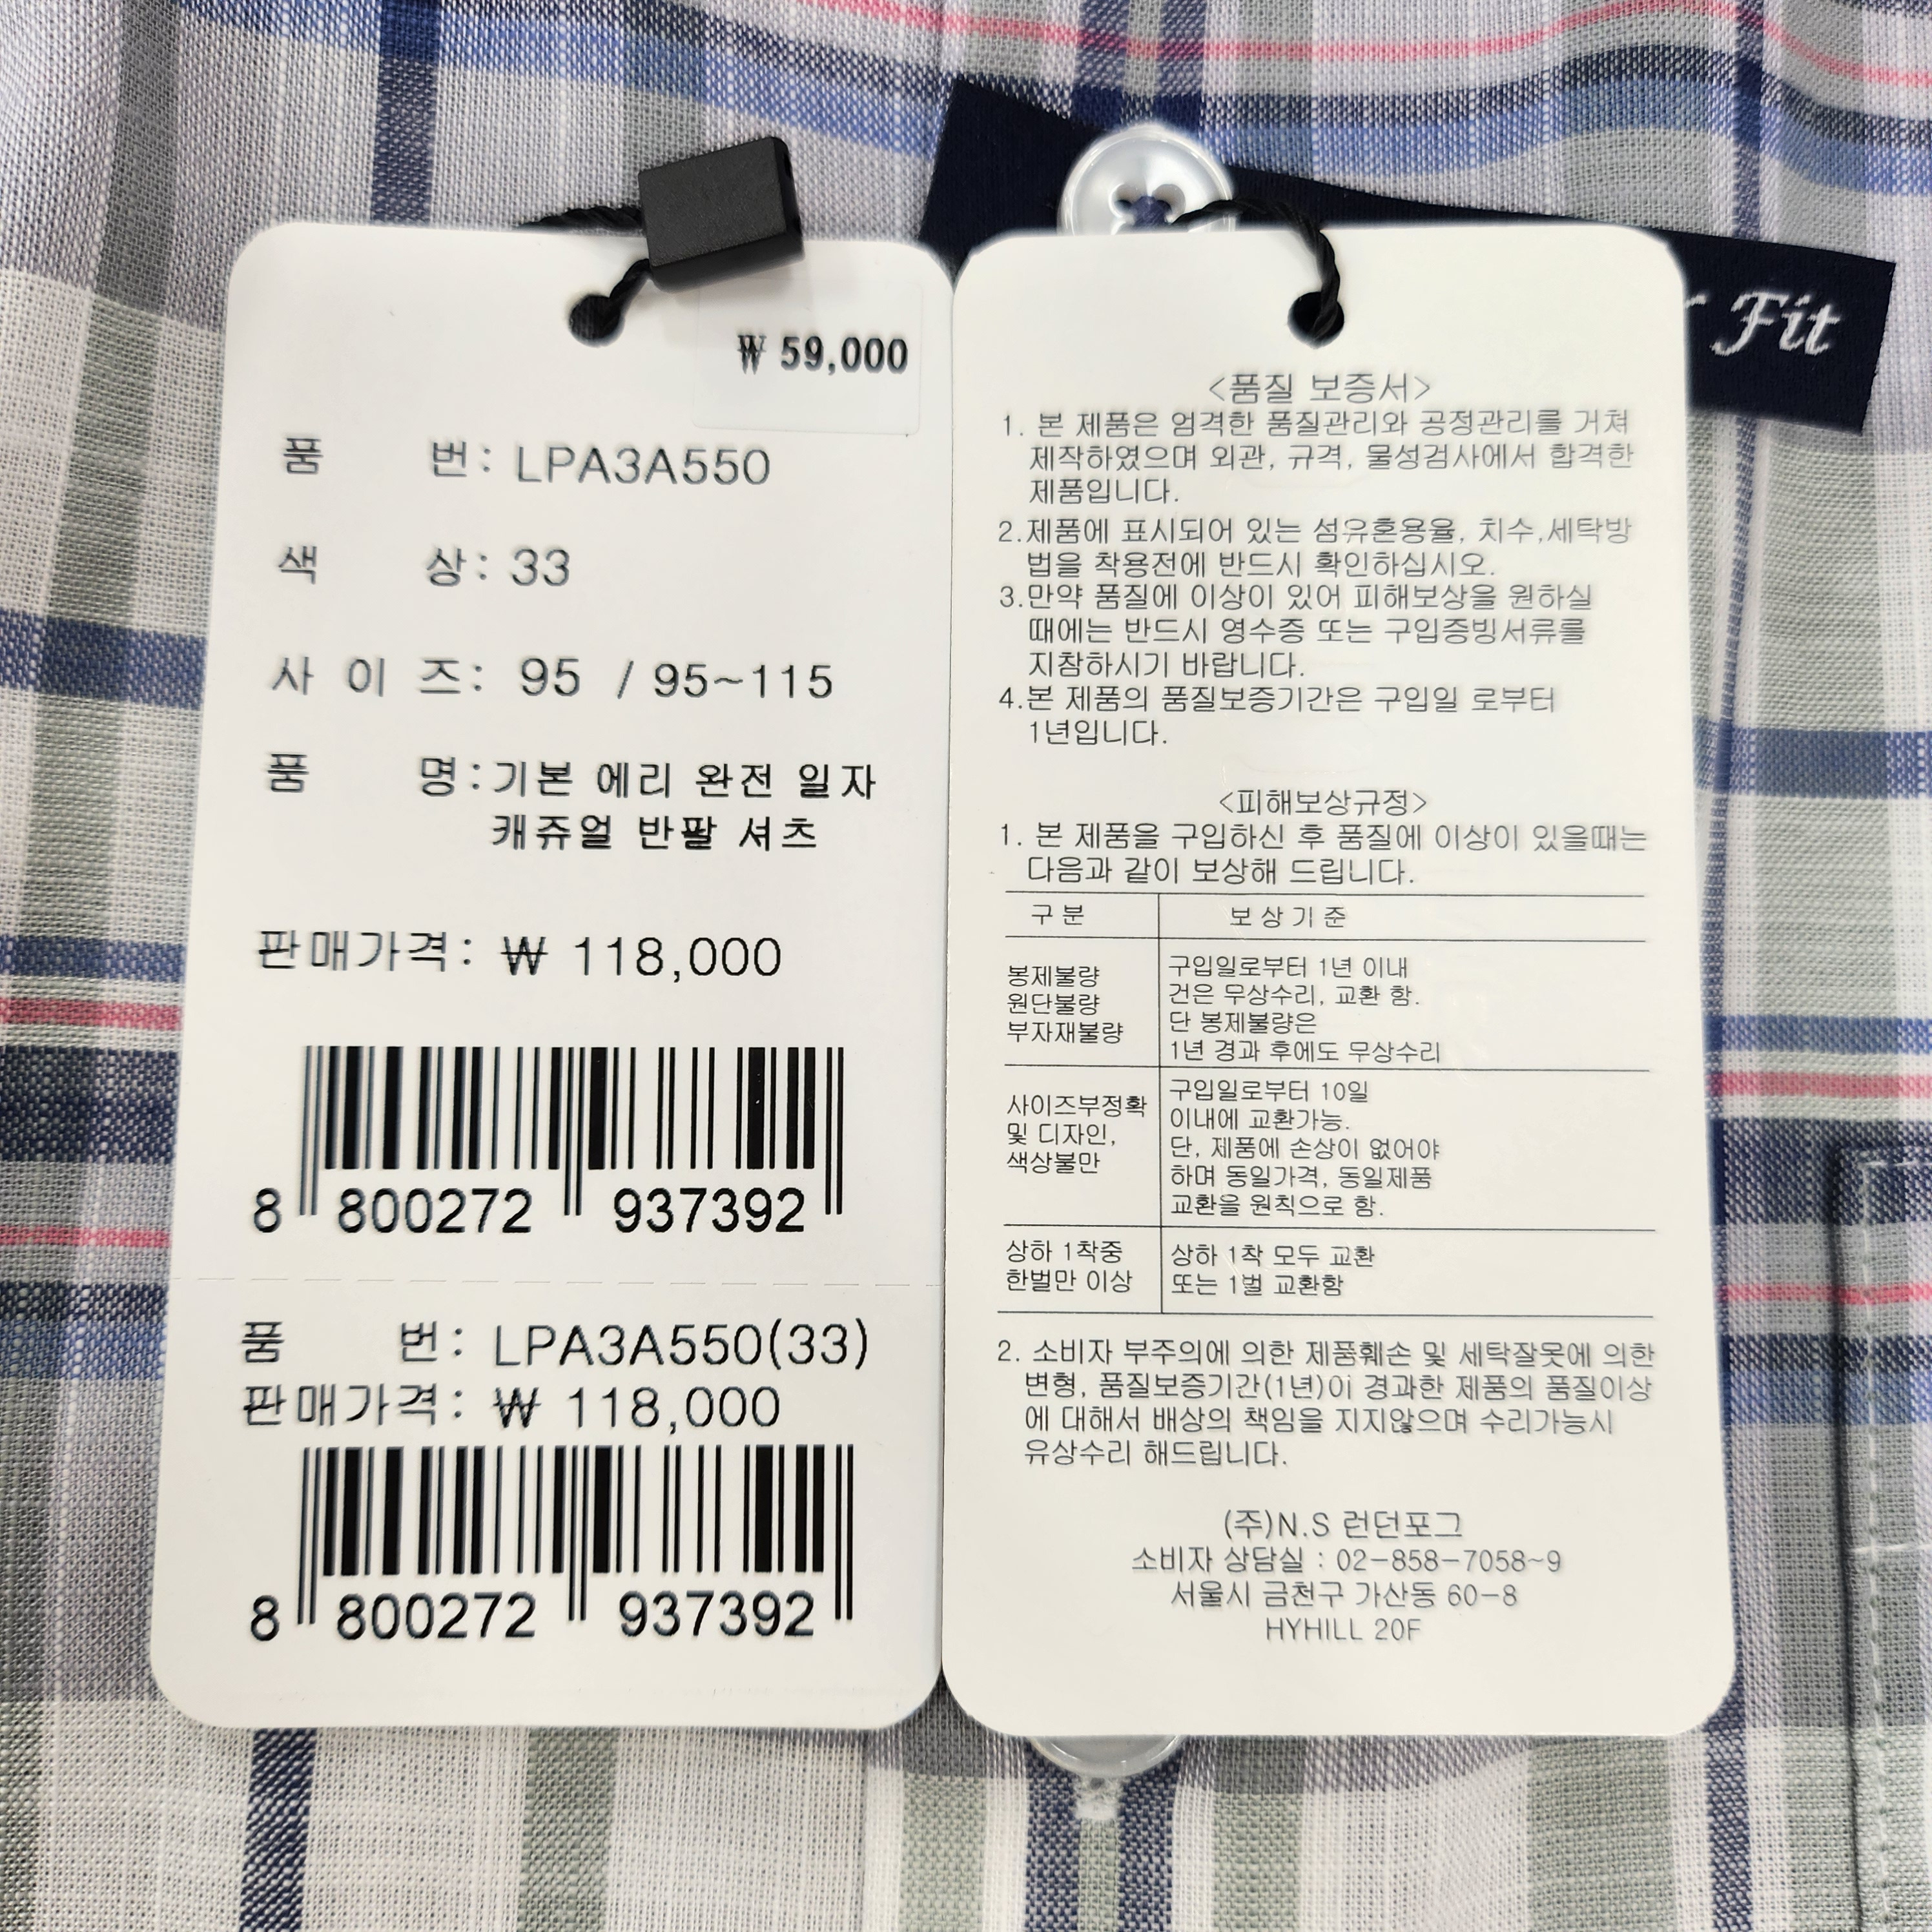 ₩ 59,000
품 번: LPA3A550
색 상: 33
사 이 즈: 95 / 95~115
품 명:기본 에리 완전 일자
캐쥬얼 반팔 셔츠
판매가격: ₩ 118,000
8 800272 937392
품 번: LPA3A550(33)
판매가격: ₩ 118,000
8 800272 937392
Fit
<품질 보증서>
1. 본 제품은 엄격한 품질관리와 공정관리를 거쳐
제작하였으며 외관, 규격, 물성검사에서 합격한
제품입니다.
2.제품에 표시되어 있는 섬유혼용율, 치수,세탁방
법을 착용전에 반드시 확인하십시오.
3.만약 품질에 이상이 있어 피해보상을 원하실
때에는 반드시 영수증 또는 구입증빙서류를
지참하시기 바랍니다.
4.본 제품의 품질보증기간은 구입일 로부터
1년입니다.
<피해보상규정>
1. 본 제품을 구입하신 후 품질에 이상이 있을때는
다음과 같이 보상해 드립니다.
구 분 보 상 기 준
봉제불량
원단불량
부자재불량
구입일로부터 1년 이내
건은 무상수리, 교환 함.
단 봉제불량은
1년 경과 후에도 무상수리
사이즈부정확
및 디자인,
색상불만
구입일로부터 10일
이내에 교환가능.
단, 제품에 손상이 없어야
하며 동일가격, 동일제품
교환을 원칙으로 함.
상하 1착중
한벌만 이상
상하 1착 모두 교환
또는 1벌 교환함
2. 소비자 부주의에 의한 제품훼손 및 세탁잘못에 의한
변형, 품질보증기간(1년)이 경과한 제품의 품질이상
에 대해서 배상의 책임을 지지않으며 수리가능시
유상수리 해드립니다.
(주)N.S 런던포그
소비자 상담실 : 02-858-7058~9
서울시 금천구 가산동 60-8
HYHILL 20F